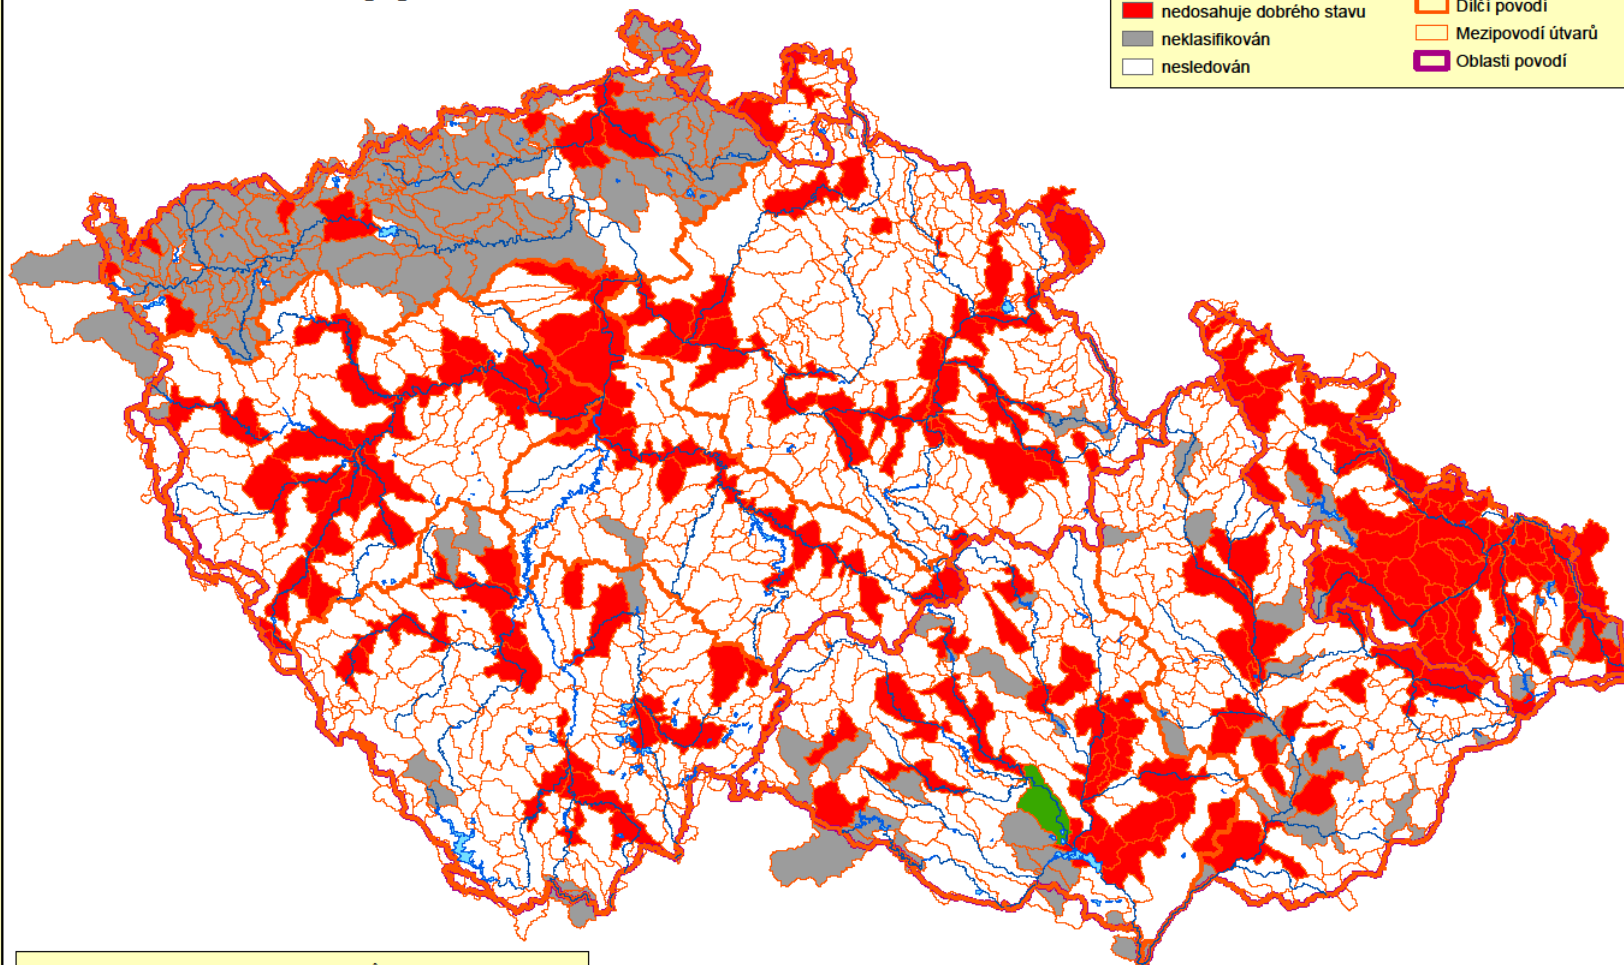 nedosahuje dobrého stavu
neklasifikován
nesledován
Dílčí povodí
Mezipovodí útvarů
Oblasti povodí